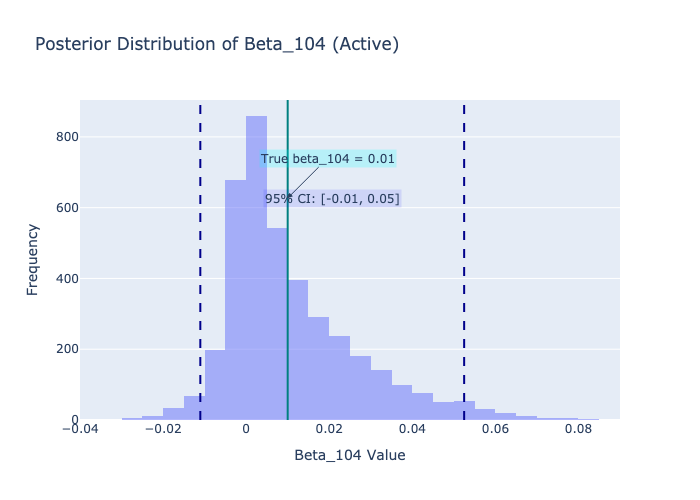 Posterior Distribution of Beta_104 (Active)
True beta_104 = 0.01
95% CI: [-0.01, 0.05]
Frequency
800
600
400
200
0
−0.04
−0.02
0
0.02
0.04
0.06
0.08
Beta_104 Value